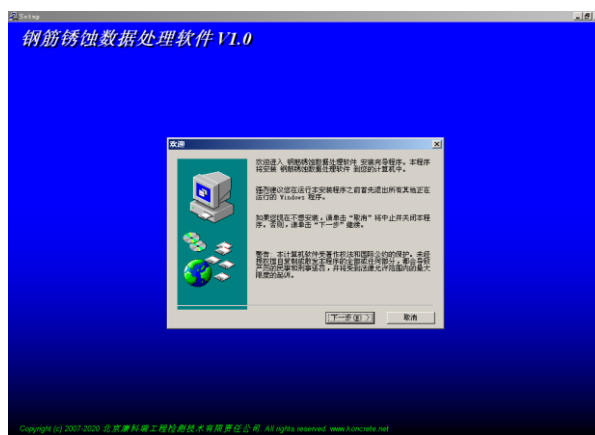 Setup
钢筋锈蚀数据处理软件 V1.0
欢迎
欢迎进入 钢筋锈蚀数据处理软件 安装向导程序。本程序
将安装 钢筋锈蚀数据处理软件 到您的计算机中。
强烈建议您在运行本安装程序之前首先退出所有其他正在
运行的 Windows 程序。
如果您现在不想安装，请单击“取消”将中止并关闭本程
序。否则，请单击“下一步”继续。
警告：本计算机软件受著作权法和国际公约的保护。未经
授权擅自复制或散发本程序的全部或任何部分，都会导致
严厉的民事和刑事惩罚，并将受到法律允许范围内的最大
限度的起诉。
下一步(N) >
取消
Copyright (c) 2007-2020 北京康科瑞工程检测技术有限责任公司. All rights reserved. www.koncrete.net